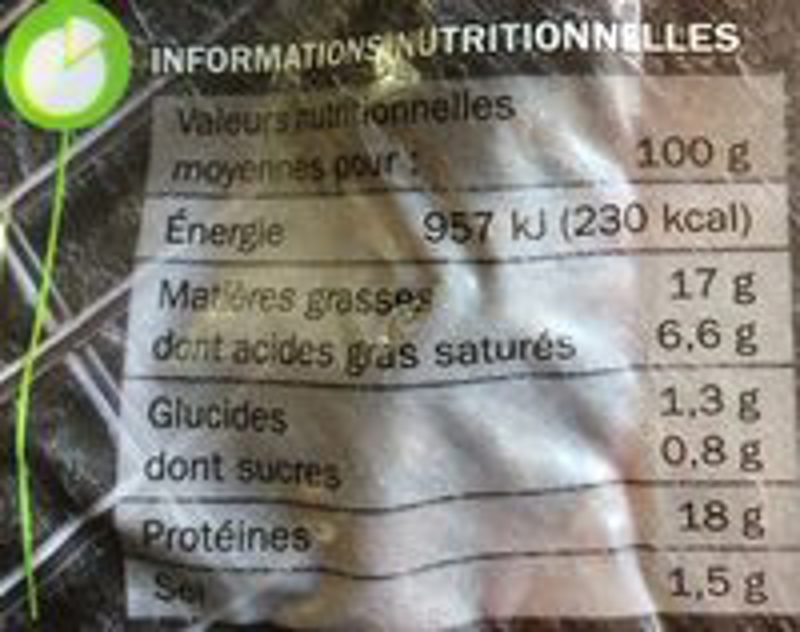 INFORMATIONS NUTRITIONNELLES
Valeurs nutritionnelles
moyennes pour : 100 g
Énergie 957 kJ (230 kcal)
Matières grasses 17 g
dont acides gras saturés 6,6 g
Glucides 1,3 g
dont sucres 0,8 g
Protéines 18 g
Sel 1,5 g